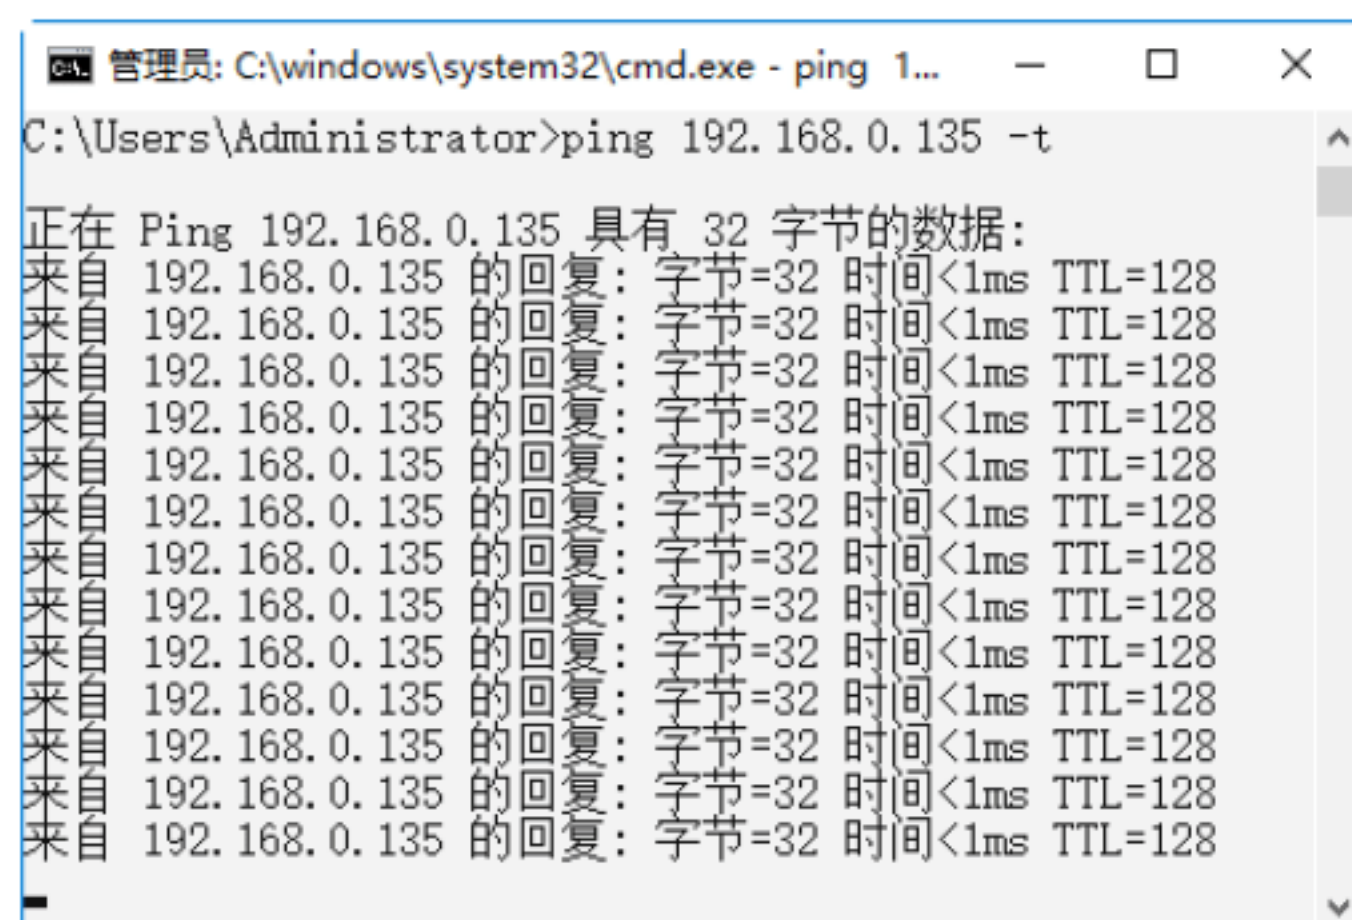 管理员: C:\windows\system32\cmd.exe - ping  1...
C:\Users\Administrator>ping 192.168.0.135 -t
正在 Ping 192.168.0.135 具有 32 字节的数据:
来自 192.168.0.135 的回复: 字节=32 时间<1ms TTL=128
来自 192.168.0.135 的回复: 字节=32 时间<1ms TTL=128
来自 192.168.0.135 的回复: 字节=32 时间<1ms TTL=128
来自 192.168.0.135 的回复: 字节=32 时间<1ms TTL=128
来自 192.168.0.135 的回复: 字节=32 时间<1ms TTL=128
来自 192.168.0.135 的回复: 字节=32 时间<1ms TTL=128
来自 192.168.0.135 的回复: 字节=32 时间<1ms TTL=128
来自 192.168.0.135 的回复: 字节=32 时间<1ms TTL=128
来自 192.168.0.135 的回复: 字节=32 时间<1ms TTL=128
来自 192.168.0.135 的回复: 字节=32 时间<1ms TTL=128
来自 192.168.0.135 的回复: 字节=32 时间<1ms TTL=128
来自 192.168.0.135 的回复: 字节=32 时间<1ms TTL=128
来自 192.168.0.135 的回复: 字节=32 时间<1ms TTL=128